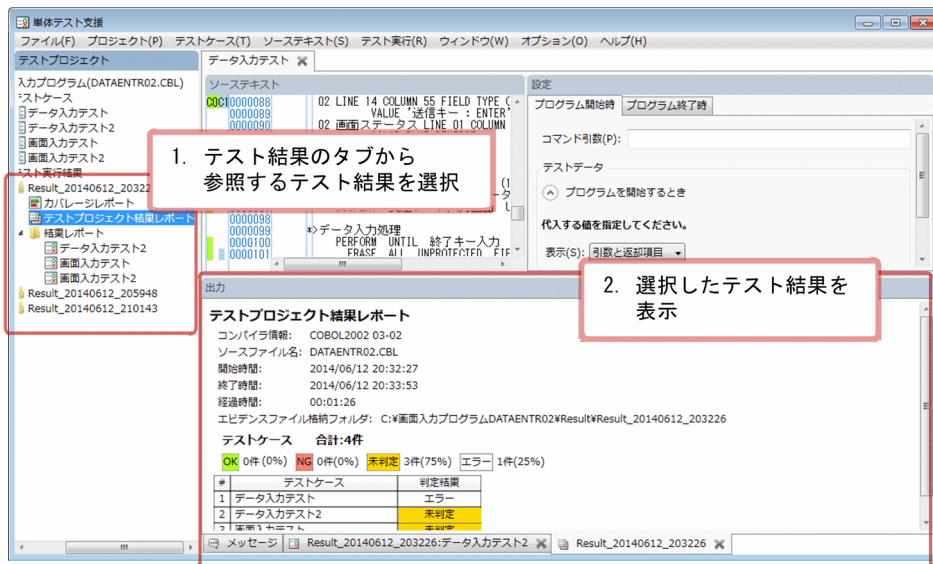 単体テスト支援
ファイル(F) プロジェクト(P) テストケース(T) ソーステキスト(S) テスト実行(R) ウィンドウ(W) オプション(O) ヘルプ(H)
テストプロジェクト
入力プログラム(DATAENTR02.CBL)
ストケース
データ入力テスト
データ入力テスト2
画面入力テスト
画面入力テスト2
スト実行結果
Result_20140612_203226
カバレージレポート
テストプロジェクト結果レポート
結果レポート
データ入力テスト2
画面入力テスト
画面入力テスト2
Result_20140612_205948
Result_20140612_210143
データ入力テスト
ソーステキスト
COC1 0000088 02 LINE 14 COLUMN 55 FIELD TYPE
0000089 VALUE '送信キー : ENTER'
0000090 02 画面ステータス LINE 01 COLUMN
0000098
0000099 *>データ入力処理
0000100 PERFORM UNTIL 終了キー入力
0000101 ERASE ALL UNPROTECTED
1. テスト結果のタブから
参照するテスト結果を選択
設定
プログラム開始時 プログラム終了時
コマンド引数(P):
テストデータ
プログラムを開始するとき
代入する値を指定してください。
表示(S): 引数と返却項目
2. 選択したテスト結果を
表示
出力
テストプロジェクト結果レポート
コンパイラ情報: COBOL2002 03-02
ソースファイル名: DATAENTR02.CBL
開始時間: 2014/06/12 20:32:27
終了時間: 2014/06/12 20:33:53
経過時間: 00:01:26
エビデンスファイル格納フォルダ: C:¥画面入力プログラムDATAENTR02¥Result¥Result_20140612_203226
テストケース 合計:4件
OK 0件(0%) NG 0件(0%) 未判定 3件(75%) エラー 1件(25%)
# テストケース 判定結果
1 データ入力テスト エラー
2 データ入力テスト2 未判定
3 画面入力テスト 未判定
メッセージ Result_20140612_203226:データ入力テスト2 Result_20140612_203226